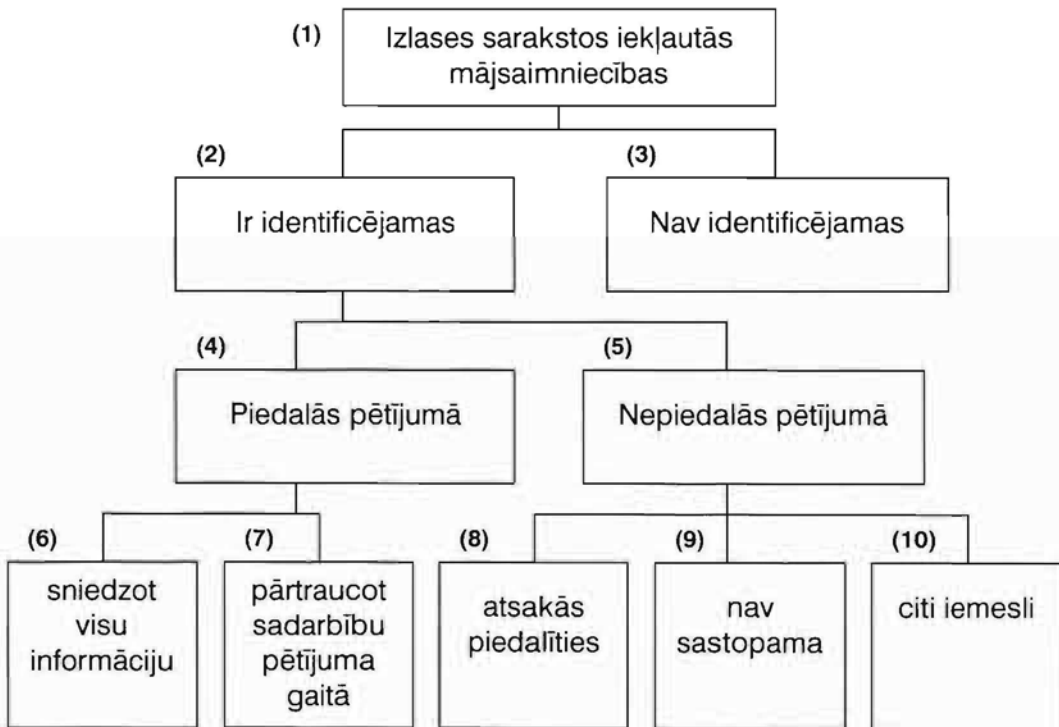 (1)
Izlases sarakstos iekļautās
mājsaimniecības
(2)
Ir identificējamas
(3)
Nav identificējamas
(4)
Piedalās pētījumā
(5)
Nepiedalās pētījumā
(6)
sniedzot
visu
informāciju
(7)
pārtraucot
sadarbību
pētījuma
gaitā
(8)
atsakās
piedalīties
(9)
nav
sastopama
(10)
citi iemesli